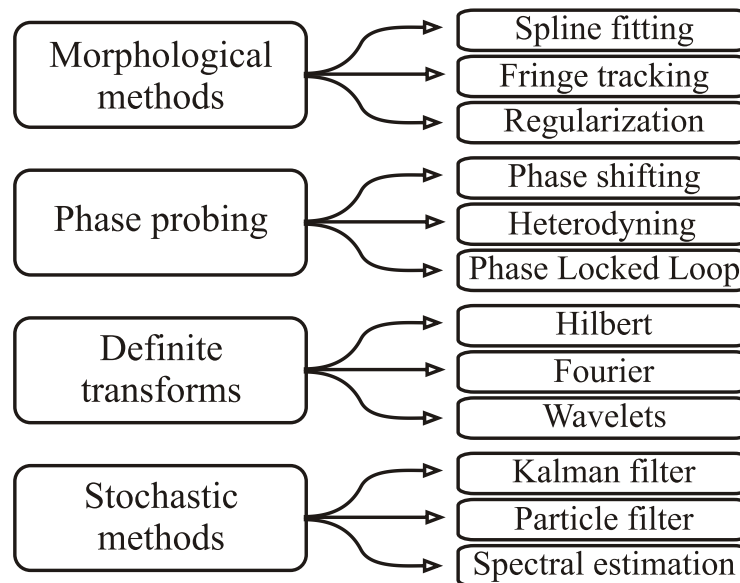 Morphological
methods
Spline fitting
Fringe tracking
Regularization
Phase probing
Phase shifting
Heterodyning
Phase Locked Loop
Definite
transforms
Hilbert
Fourier
Wavelets
Stochastic
methods
Kalman filter
Particle filter
Spectral estimation